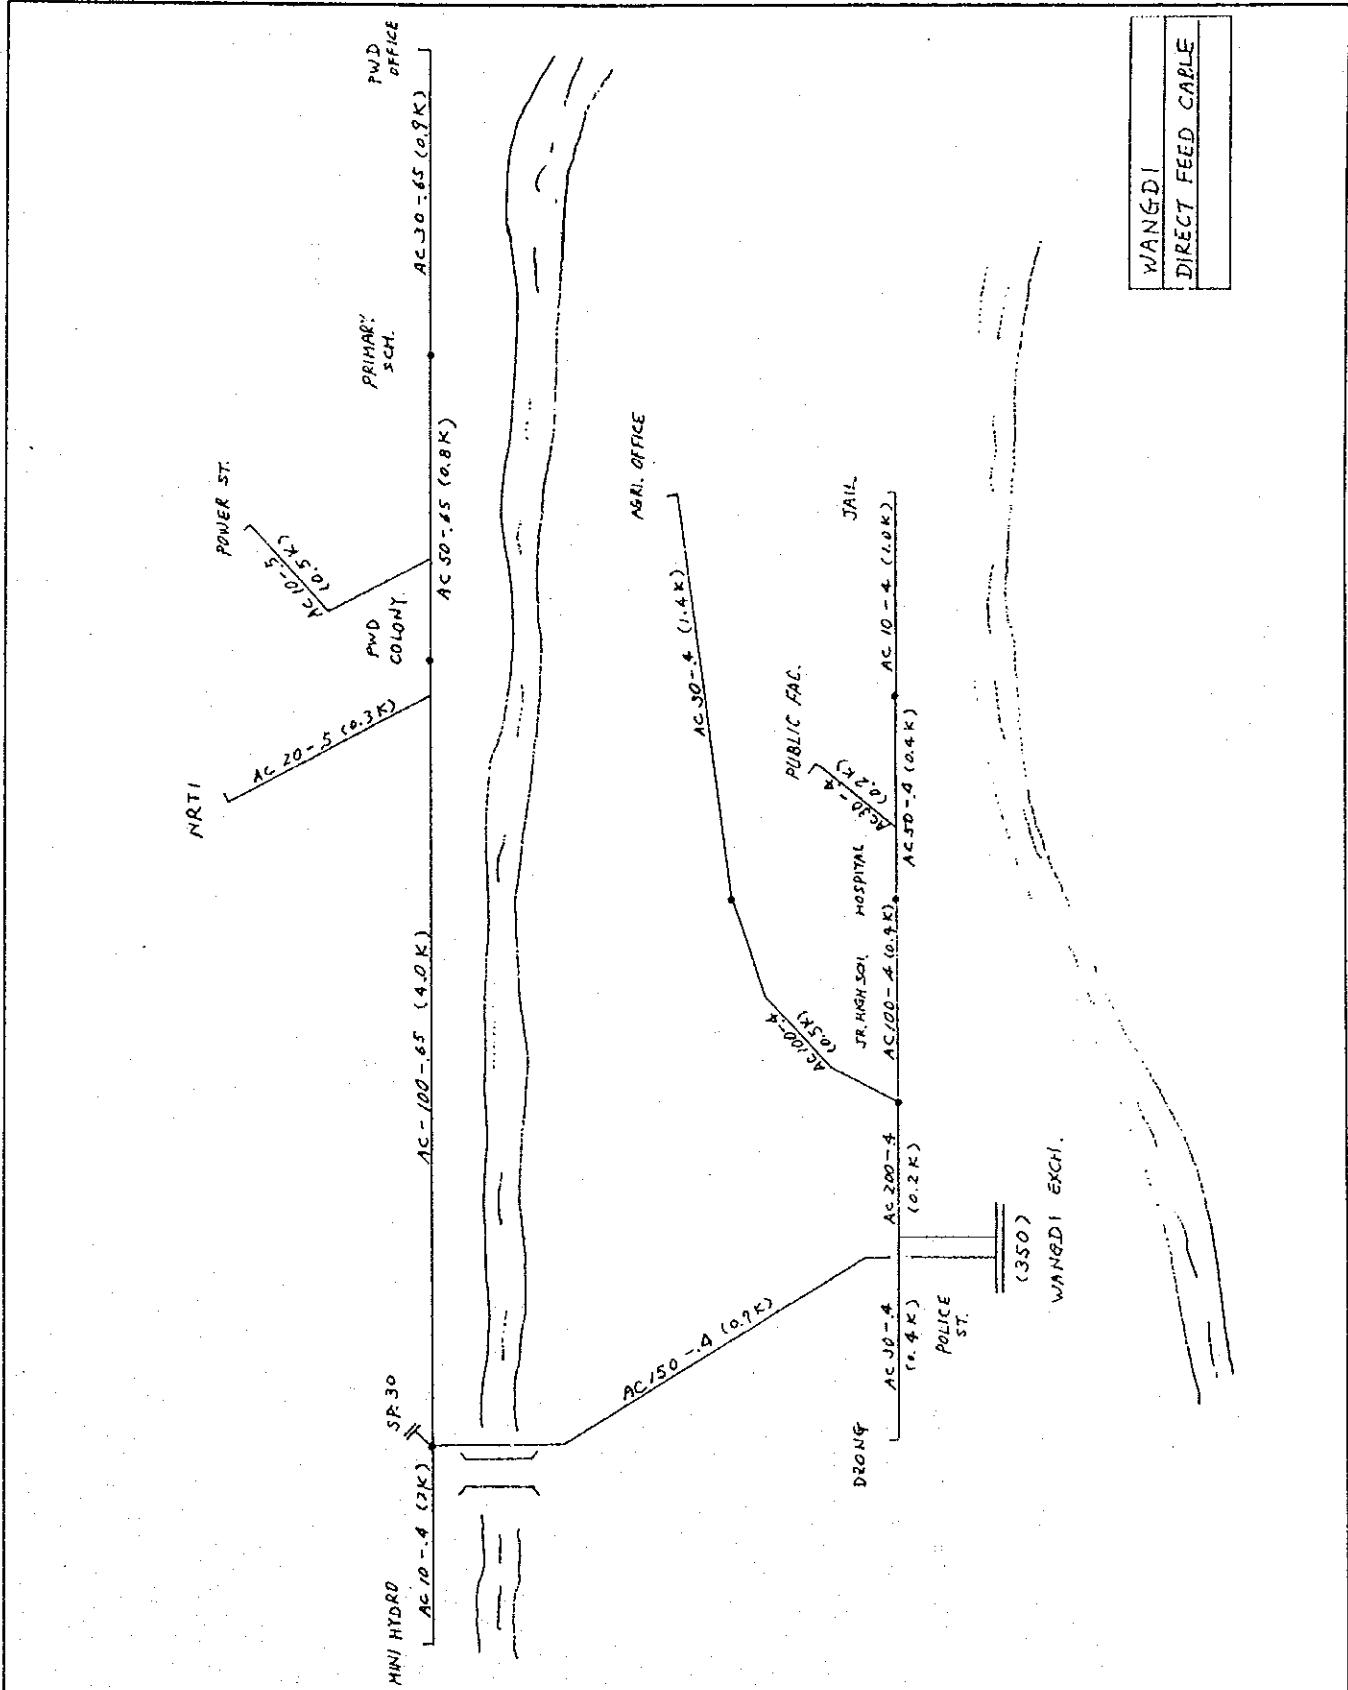 WANGDI
DIRECT FEED CABLE
PWD
OFFICE
AC 30-.65 (0.9K)
PRIMARY
SCH.
AC 50-.65 (0.8K)
POWER ST.
AC 10-.5
(0.5K)
PWD
COLONY
NRTI
AC 20-.5 (0.3K)
AC-100-.65 (4.0K)
SP.30
MINI HYDRO
AC 10-.4 (2K)
AC 150-.4 (0.9K)
AGRI. OFFICE
AC 30-.4 (1.4K)
AC 100-.4
(0.5K)
JAIL
AC 10-.4 (1.0K)
PUBLIC FAC.
AC 30-.4
(0.2K)
AC 50-.4 (0.4K)
HOSPITAL
JR. HIGH SCH.
AC 100-.4 (0.4K)
AC 200-.4
(0.2K)
(350)
WANGDI EXCH.
AC 30-.4
(0.4K)
POLICE
ST.
DZONG